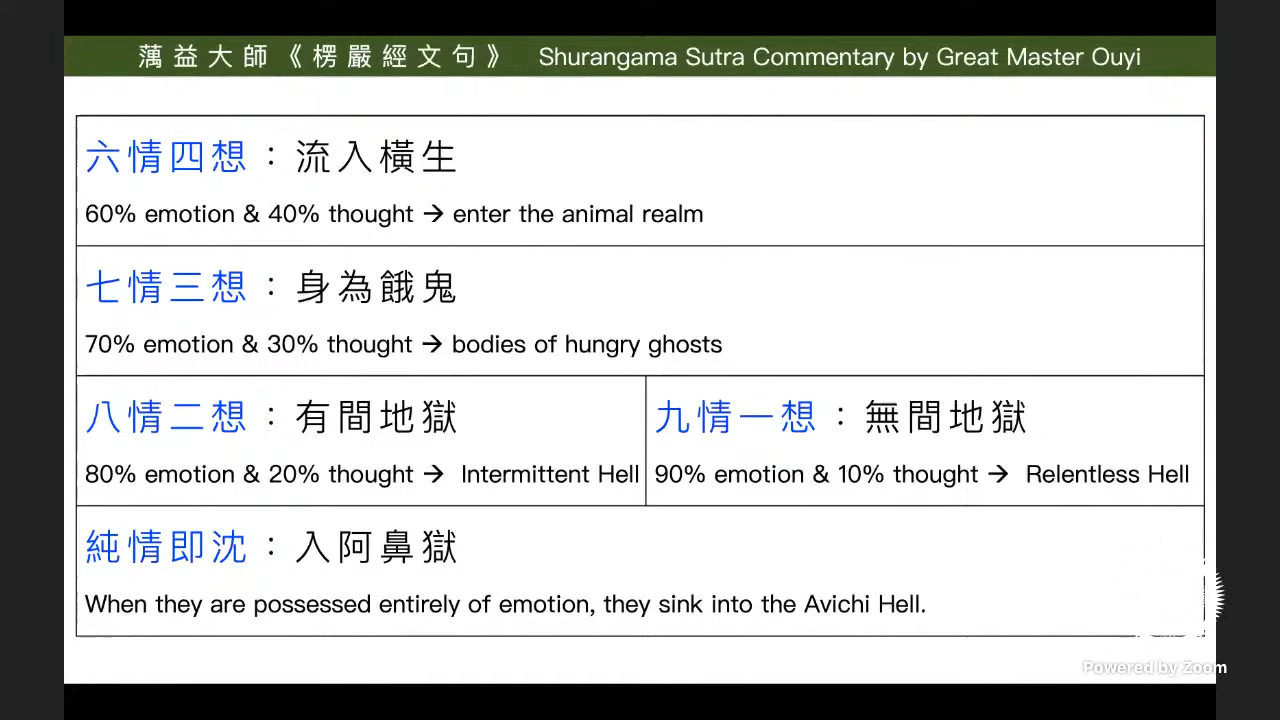 蕅益大師《楞嚴經文句》 Shurangama Sutra Commentary by Great Master Ouyi
六情四想：流入橫生
60% emotion & 40% thought → enter the animal realm
七情三想：身為餓鬼
70% emotion & 30% thought → bodies of hungry ghosts
八情二想：有間地獄
80% emotion & 20% thought → Intermittent Hell
九情一想：無間地獄
90% emotion & 10% thought → Relentless Hell
純情即沈：入阿鼻獄
When they are possessed entirely of emotion, they sink into the Avichi Hell.
Powered by Zoom